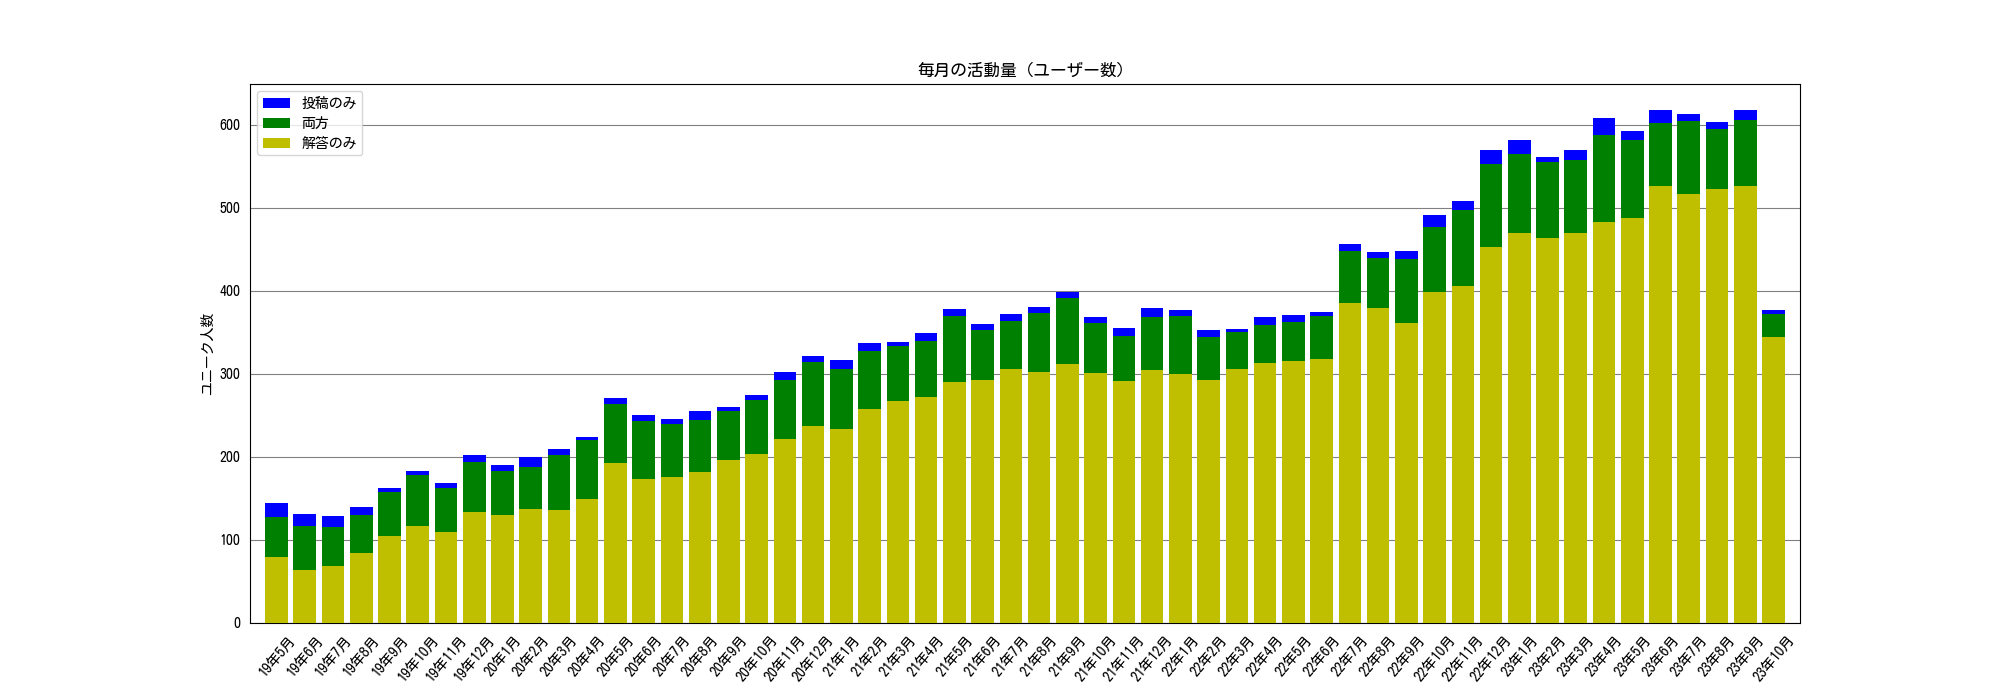 毎月の活動量（ユーザー数）
投稿のみ
両方
解答のみ
ユニーク人数
600
500
400
300
200
100
0
19年5月
19年6月
19年7月
19年8月
19年9月
19年10月
19年11月
19年12月
20年1月
20年2月
20年3月
20年4月
20年5月
20年6月
20年7月
20年8月
20年9月
20年10月
20年11月
20年12月
21年1月
21年2月
21年3月
21年4月
21年5月
21年6月
21年7月
21年8月
21年9月
21年10月
21年11月
21年12月
22年1月
22年2月
22年3月
22年4月
22年5月
22年6月
22年7月
22年8月
22年9月
22年10月
22年11月
22年12月
23年1月
23年2月
23年3月
23年4月
23年5月
23年6月
23年7月
23年8月
23年9月
23年10月